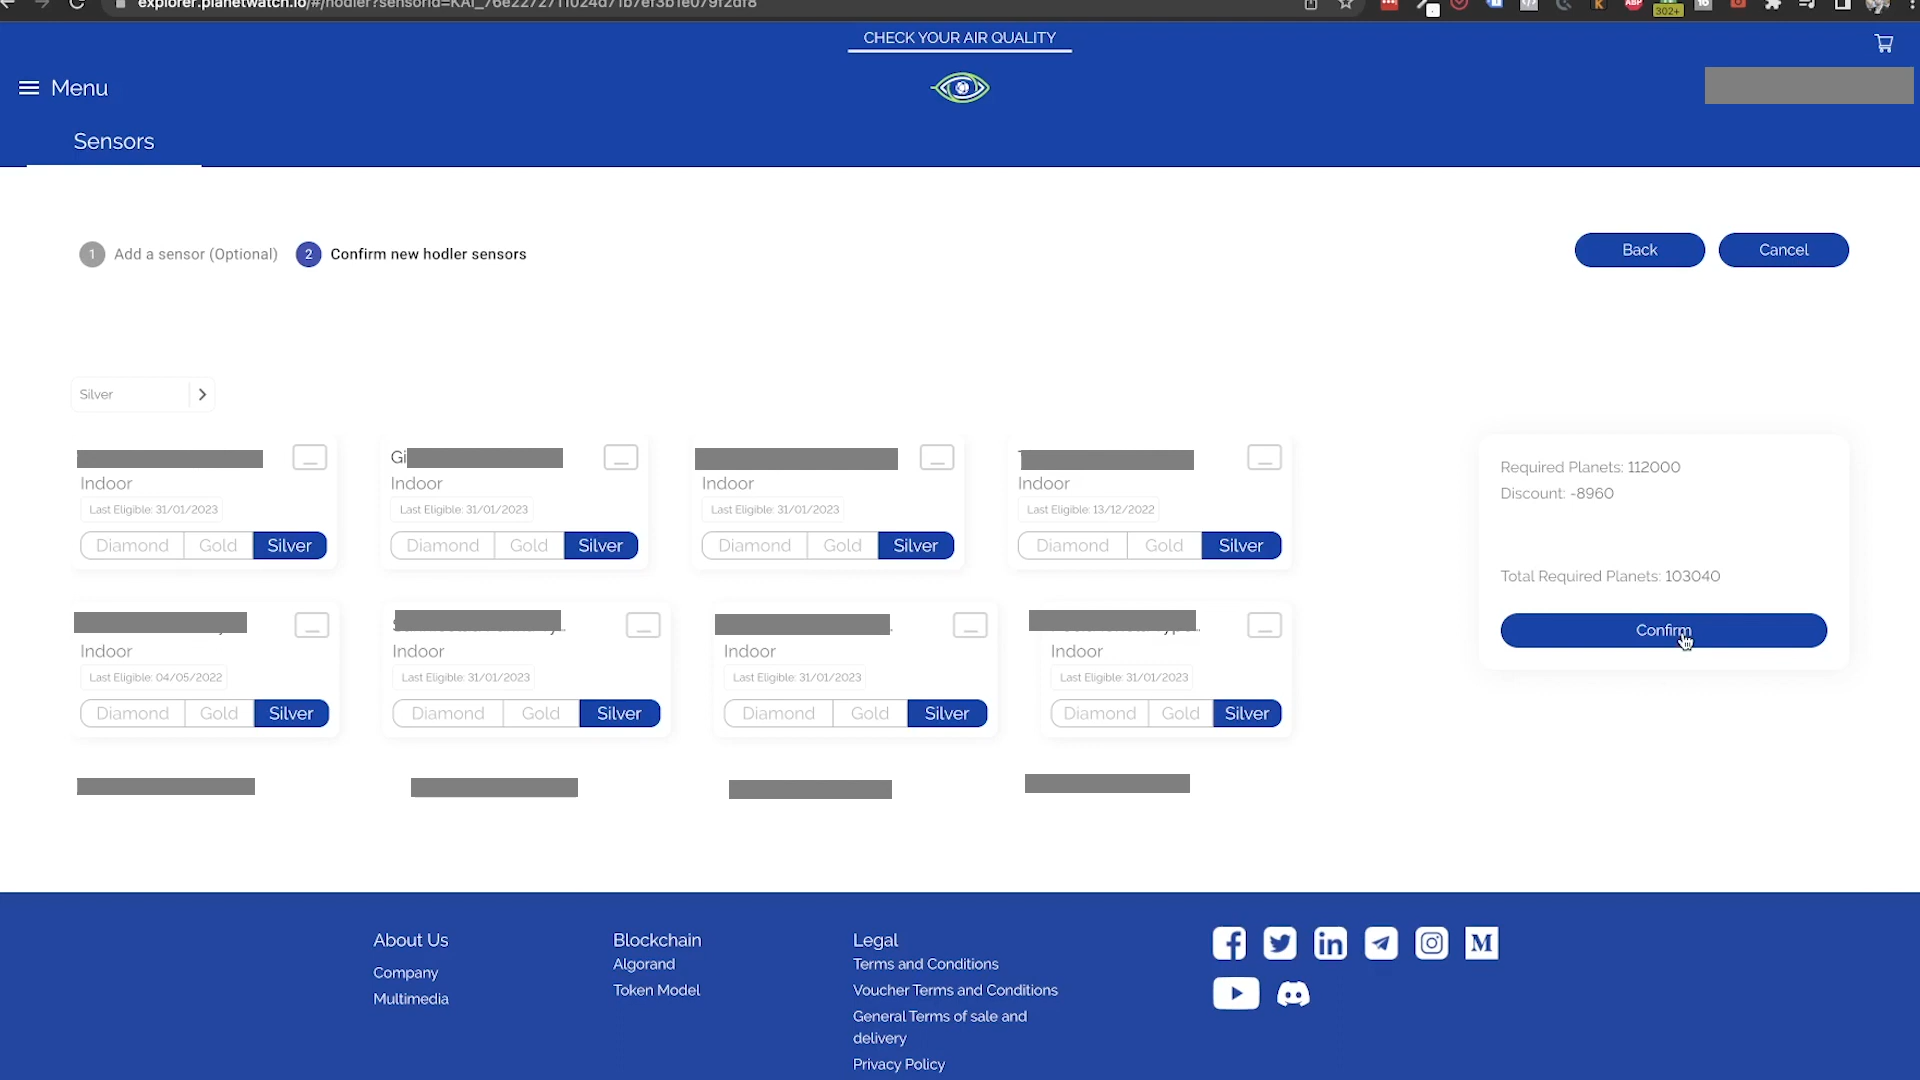 CHECK YOUR AIR QUALITY
Menu
Sensors
1 Add a sensor (Optional) 2 Confirm new hodler sensors
Back Cancel
Silver
Gi
Indoor Indoor Indoor Indoor
Last Eligible: 31/01/2023 Last Eligible: 31/01/2023 Last Eligible: 31/01/2023 Last Eligible: 13/12/2022
Diamond Gold Silver Diamond Gold Silver Diamond Gold Silver Diamond Gold Silver
Indoor Indoor Indoor Indoor
Last Eligible: 04/05/2022 Last Eligible: 31/01/2023 Last Eligible: 31/01/2023 Last Eligible: 31/01/2023
Diamond Gold Silver Diamond Gold Silver Diamond Gold Silver Diamond Gold Silver
Required Planets: 112000
Discount: -8960
Total Required Planets: 103040
Confirm
About Us
Company
Multimedia
Blockchain
Algorand
Token Model
Legal
Terms and Conditions
Voucher Terms and Conditions
General Terms of sale and
delivery
Privacy Policy